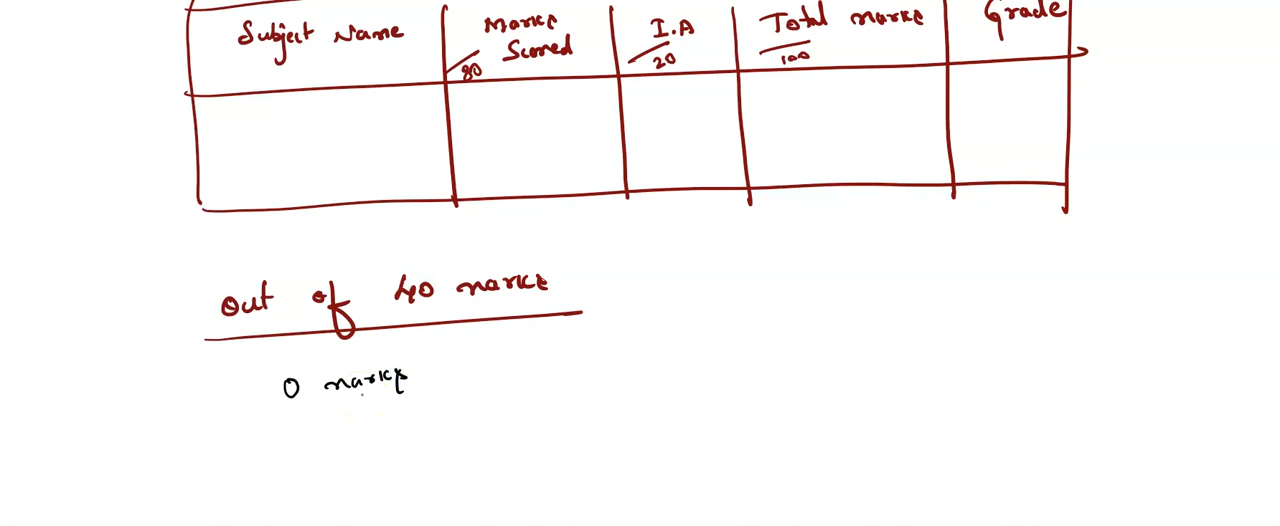 Subject Name
Marks Scored /80
I.A /20
Total marks /100
Grade
Out of 40 marks
0 marks